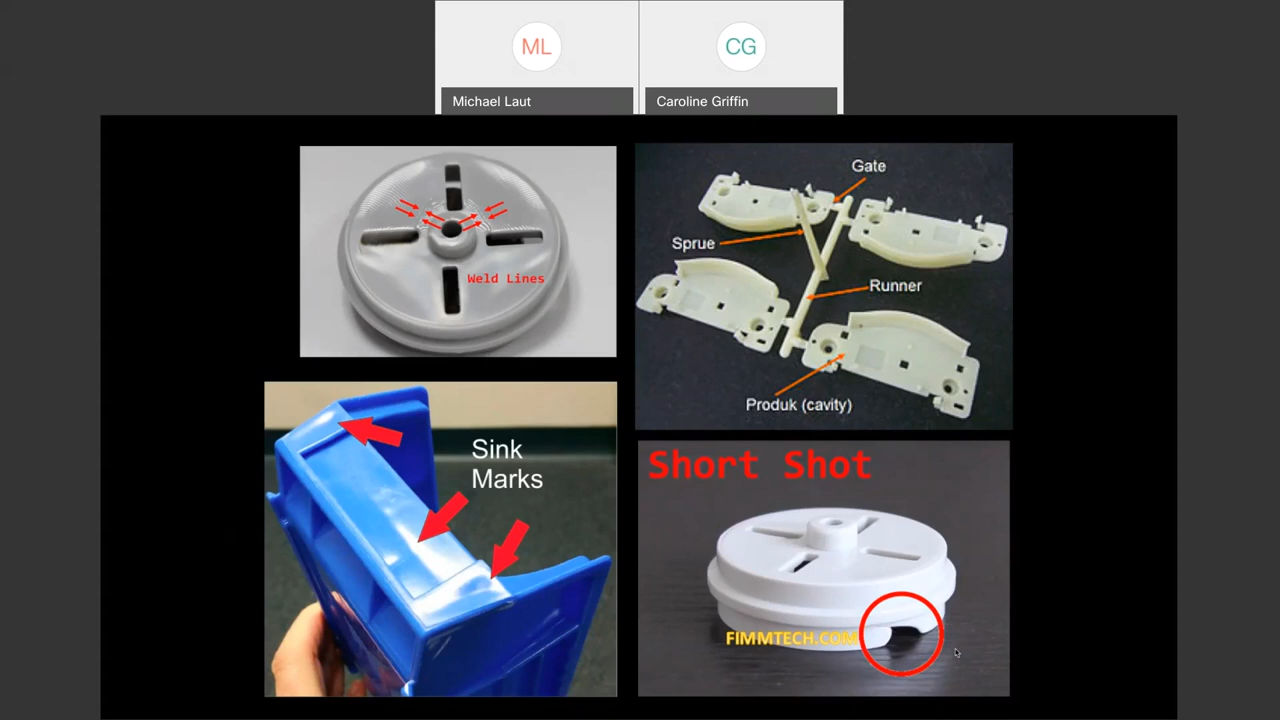 ML
CG
Michael Laut
Caroline Griffin
Weld Lines
Gate
Sprue
Runner
Produk (cavity)
Sink
Marks
Short Shot
FIMMTECH.COM